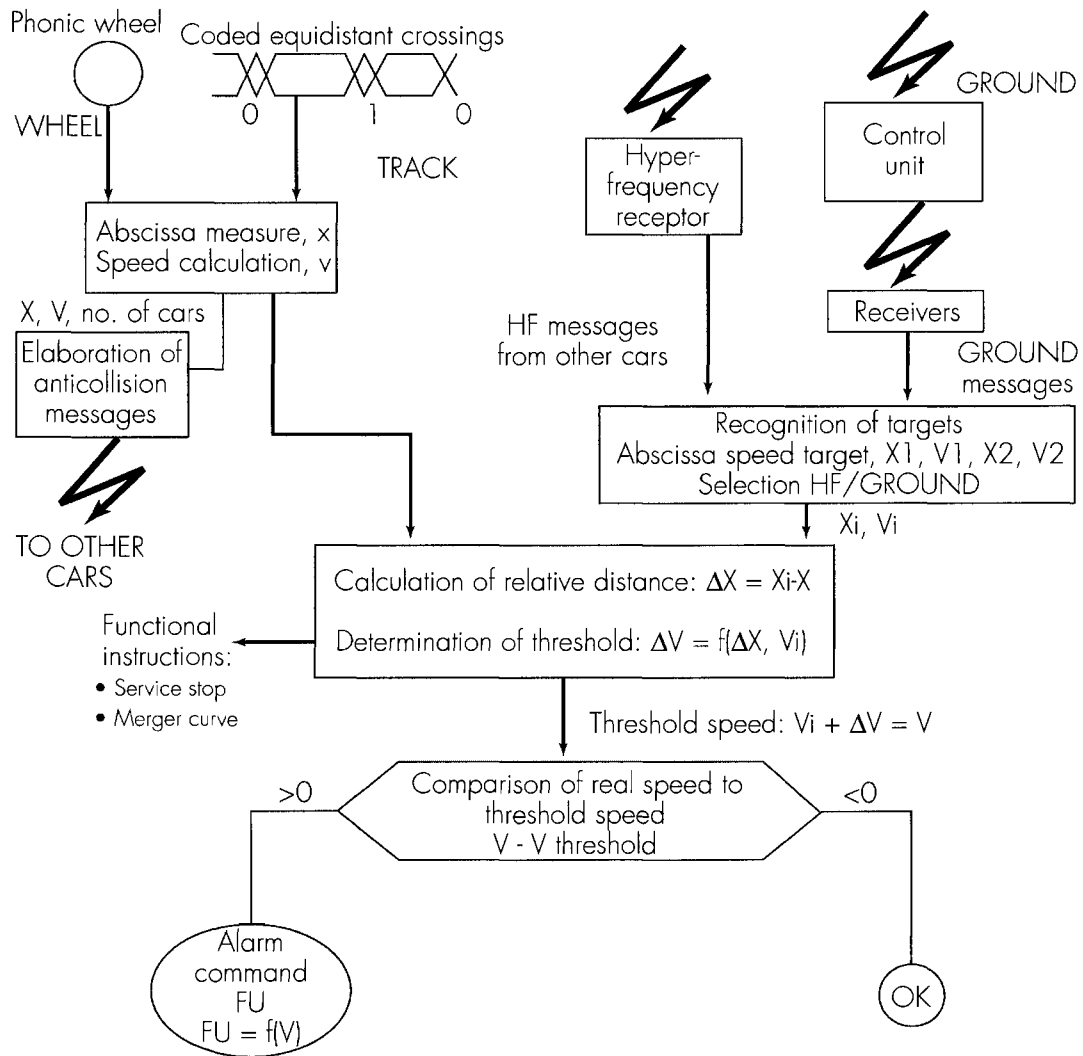 Phonic wheel
Coded equidistant crossings
0
1
0
WHEEL
TRACK
GROUND
Control
unit
Hyper-
frequency
receptor
Abscissa measure, x
Speed calculation, v
X, V, no. of cars
Elaboration of
anticollision
messages
TO OTHER
CARS
HF messages
from other cars
Receivers
GROUND
messages
Recognition of targets
Abscissa speed target, X1, V1, X2, V2
Selection HF/GROUND
Xi, Vi
Calculation of relative distance: ΔX = Xi-X
Determination of threshold: ΔV = f(ΔX, Vi)
Functional
instructions:
• Service stop
• Merger curve
Threshold speed: Vi + ΔV = V
>0
Comparison of real speed to
threshold speed
V - V threshold
<0
Alarm
command
FU
FU = f(V)
OK